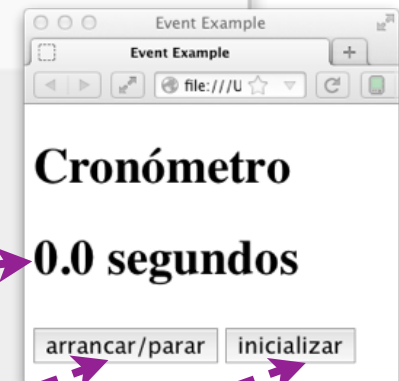 Event Example
Event Example
file:///U
Cronómetro
0.0 segundos
arrancar/parar inicializar